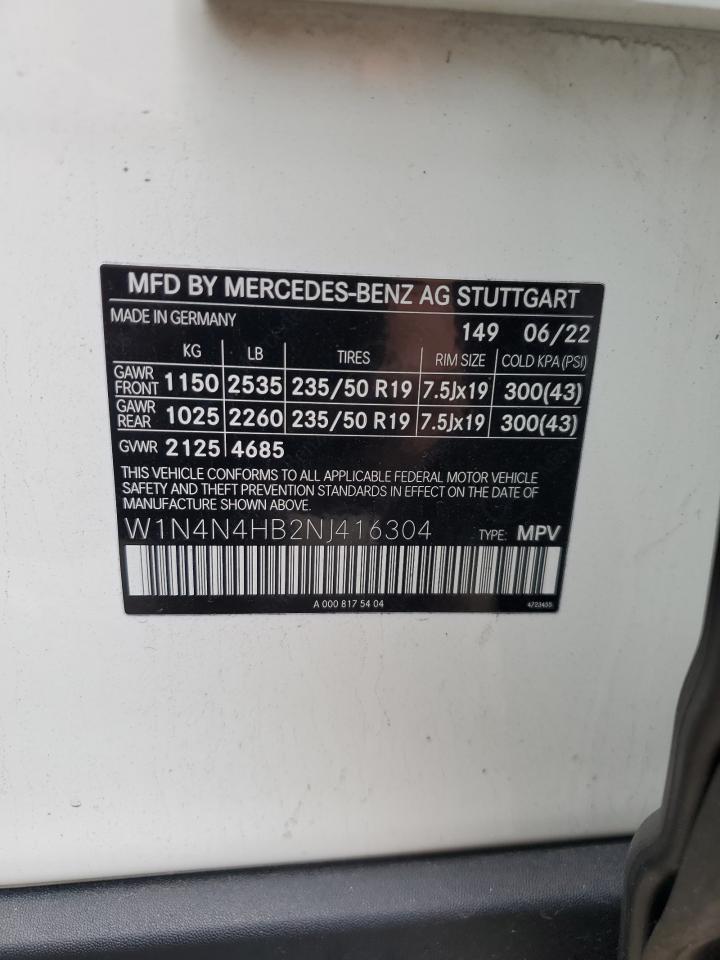 MFD BY MERCEDES-BENZ AG STUTTGART
MADE IN GERMANY 149 06/22
KG LB TIRES RIM SIZE COLD KPA (PSI)
GAWR FRONT 1150 2535 235/50 R19 7.5Jx19 300(43)
GAWR REAR 1025 2260 235/50 R19 7.5Jx19 300(43)
GVWR 2125 4685
THIS VEHICLE CONFORMS TO ALL APPLICABLE FEDERAL MOTOR VEHICLE
SAFETY AND THEFT PREVENTION STANDARDS IN EFFECT ON THE DATE OF
MANUFACTURE SHOWN ABOVE.
W1N4N4HB2NJ416304 TYPE: MPV
A 000 817 54 04